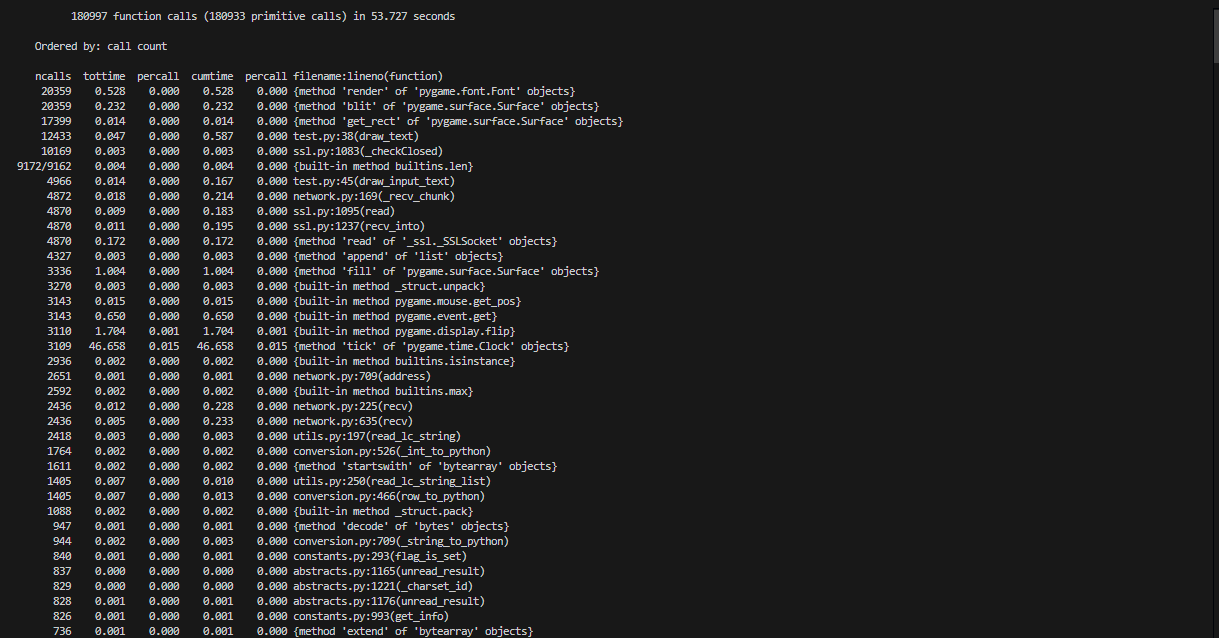 180997 function calls (180933 primitive calls) in 53.727 seconds
Ordered by: call count
ncalls tottime percall cumtime percall filename:lineno(function)
20359 0.528 0.000 0.528 0.000 {method 'render' of 'pygame.font.Font' objects}
20359 0.232 0.000 0.232 0.000 {method 'blit' of 'pygame.surface.Surface' objects}
17399 0.014 0.000 0.014 0.000 {method 'get_rect' of 'pygame.surface.Surface' objects}
12433 0.047 0.000 0.587 0.000 test.py:38(draw_text)
10169 0.003 0.000 0.003 0.000 ssl.py:1083(_checkClosed)
9172/9162 0.004 0.000 0.004 0.000 {built-in method builtins.len}
4966 0.014 0.000 0.167 0.000 test.py:45(draw_input_text)
4872 0.018 0.000 0.214 0.000 network.py:169(_recv_chunk)
4870 0.009 0.000 0.183 0.000 ssl.py:1095(read)
4870 0.011 0.000 0.195 0.000 ssl.py:1237(recv_into)
4870 0.172 0.000 0.172 0.000 {method 'read' of '_ssl._SSLSocket' objects}
4327 0.003 0.000 0.003 0.000 {method 'append' of 'list' objects}
3336 1.004 0.000 1.004 0.000 {method 'fill' of 'pygame.surface.Surface' objects}
3270 0.003 0.000 0.003 0.000 {built-in method _struct.unpack}
3143 0.015 0.000 0.015 0.000 {built-in method pygame.mouse.get_pos}
3143 0.650 0.000 0.650 0.000 {built-in method pygame.event.get}
3110 1.704 0.001 1.704 0.001 {built-in method pygame.display.flip}
3109 46.658 0.015 46.658 0.015 {method 'tick' of 'pygame.time.Clock' objects}
2936 0.002 0.000 0.002 0.000 {built-in method builtins.isinstance}
2651 0.001 0.000 0.001 0.000 network.py:709(address)
2592 0.002 0.000 0.002 0.000 {built-in method builtins.max}
2436 0.012 0.000 0.228 0.000 network.py:225(recv)
2436 0.005 0.000 0.233 0.000 network.py:635(recv)
2418 0.003 0.000 0.003 0.000 utils.py:197(read_lc_string)
1764 0.002 0.000 0.002 0.000 conversion.py:526(_int_to_python)
1611 0.002 0.000 0.002 0.000 {method 'startswith' of 'bytearray' objects}
1405 0.007 0.000 0.010 0.000 utils.py:250(read_lc_string_list)
1405 0.007 0.000 0.013 0.000 conversion.py:466(row_to_python)
1088 0.002 0.000 0.002 0.000 {built-in method _struct.pack}
947 0.001 0.000 0.001 0.000 {method 'decode' of 'bytes' objects}
944 0.002 0.000 0.003 0.000 conversion.py:709(_string_to_python)
840 0.001 0.000 0.001 0.000 constants.py:293(flag_is_set)
837 0.000 0.000 0.000 0.000 abstracts.py:1165(unread_result)
829 0.000 0.000 0.000 0.000 abstracts.py:1221(_charset_id)
828 0.001 0.000 0.001 0.000 abstracts.py:1176(unread_result)
826 0.001 0.000 0.001 0.000 constants.py:993(get_info)
736 0.001 0.000 0.001 0.000 {method 'extend' of 'bytearray' objects}